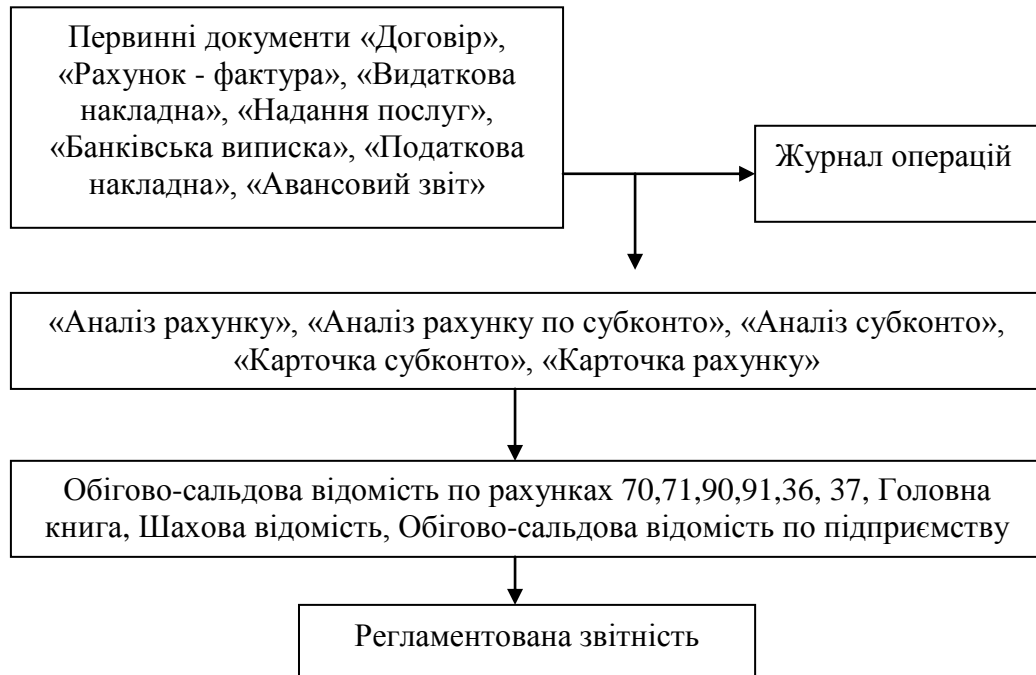 Первинні документи «Договір»,
«Рахунок - фактура», «Видаткова
накладна», «Надання послуг»,
«Банківська виписка», «Податкова
накладна», «Авансовий звіт»
Журнал операцій
«Аналіз рахунку», «Аналіз рахунку по субконто», «Аналіз субконто»,
«Карточка субконто», «Карточка рахунку»
Обігово-сальдова відомість по рахунках 70,71,90,91,36, 37, Головна
книга, Шахова відомість, Обігово-сальдова відомість по підприємству
Регламентована звітність